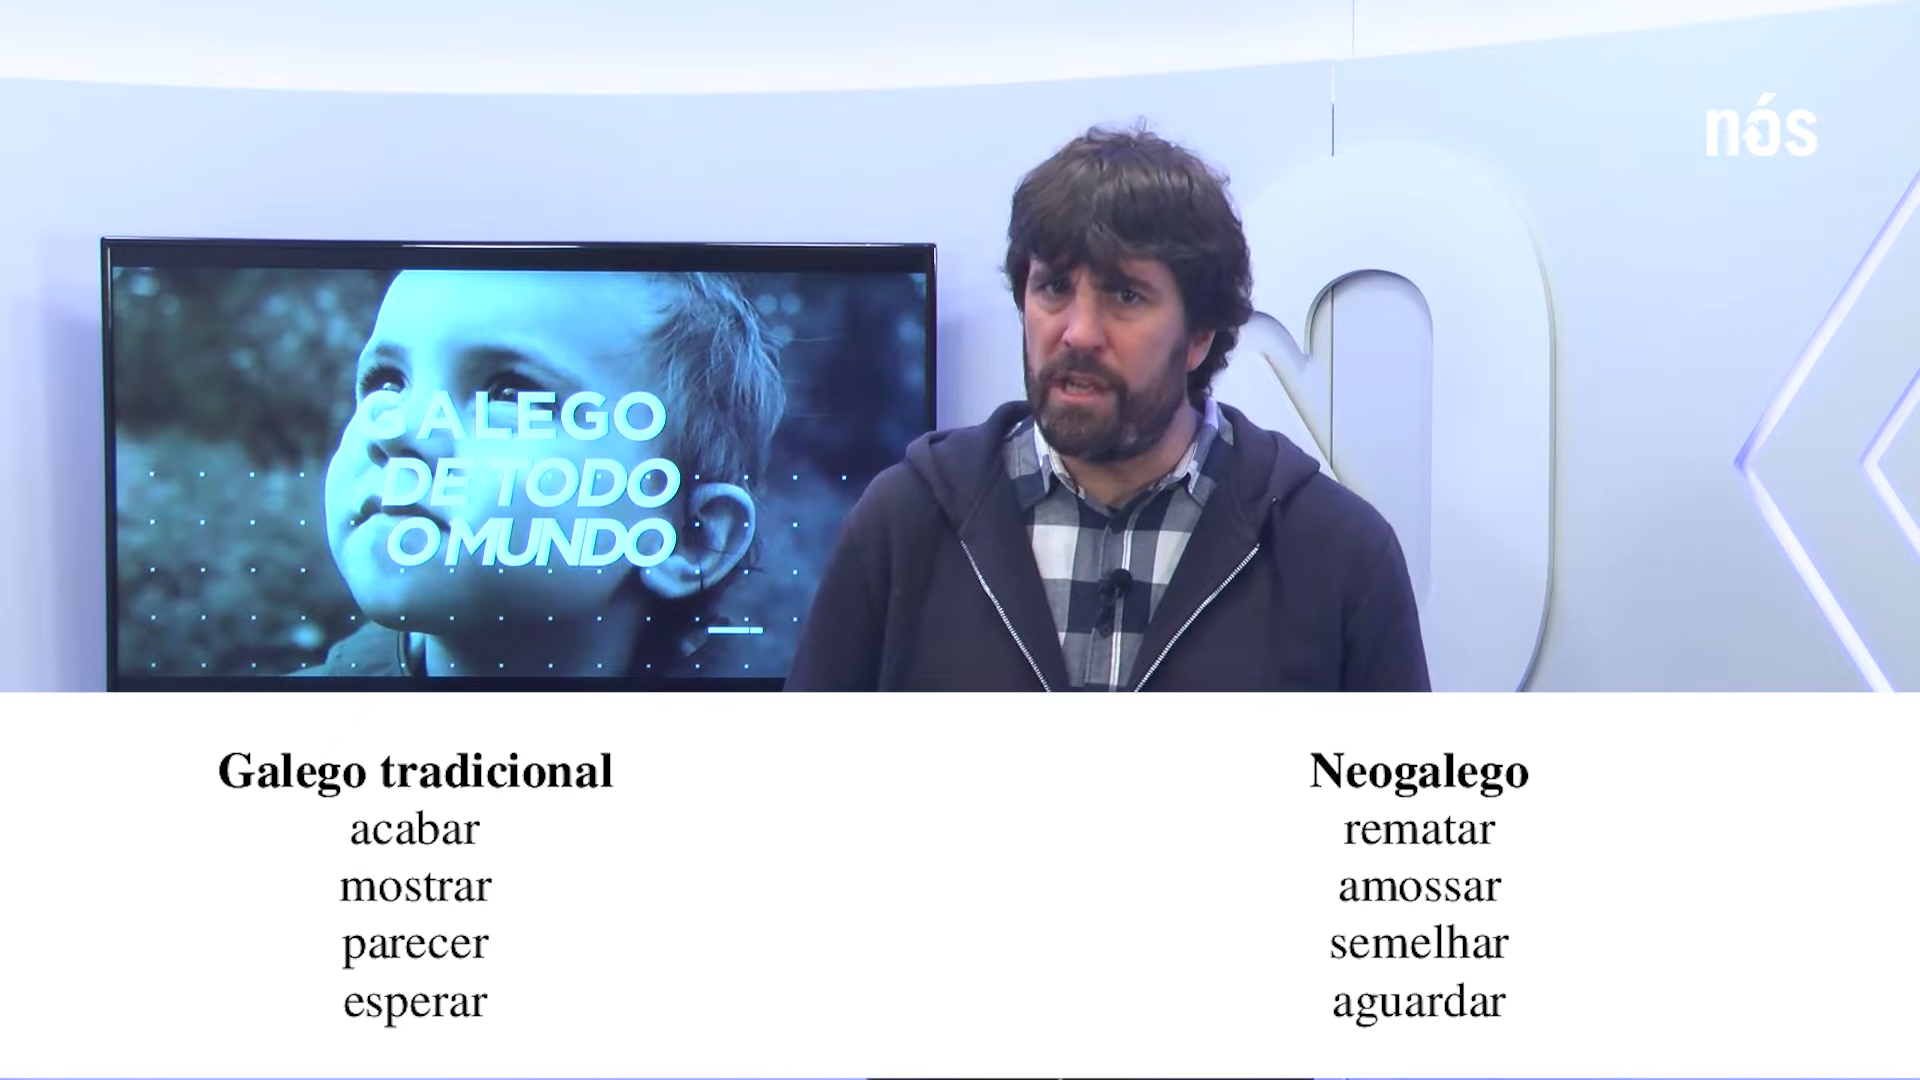 nós
GALEGO
DE TODO
O MUNDO
Galego tradicional
Neogalego
acabar
rematar
mostrar
amossar
parecer
semelhar
esperar
aguardar